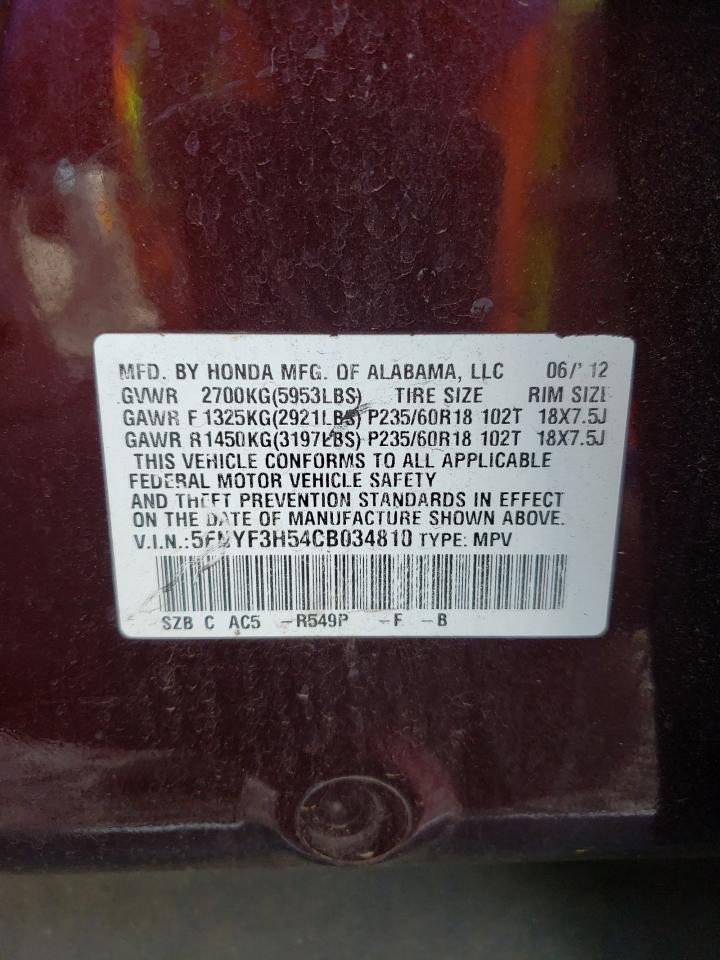 MFD. BY HONDA MFG. OF ALABAMA, LLC 06/'12
GVWR 2700KG(5953LBS) TIRE SIZE RIM SIZE
GAWR F 1325KG(2921LBS) P235/60R18 102T 18X7.5J
GAWR R1450KG(3197LBS) P235/60R18 102T 18X7.5J
THIS VEHICLE CONFORMS TO ALL APPLICABLE
FEDERAL MOTOR VEHICLE SAFETY
AND THEFT PREVENTION STANDARDS IN EFFECT
ON THE DATE OF MANUFACTURE SHOWN ABOVE.
V.I.N.:5FNYF3H54CB034810 TYPE: MPV
SZB C AC5 -R549P -F -B